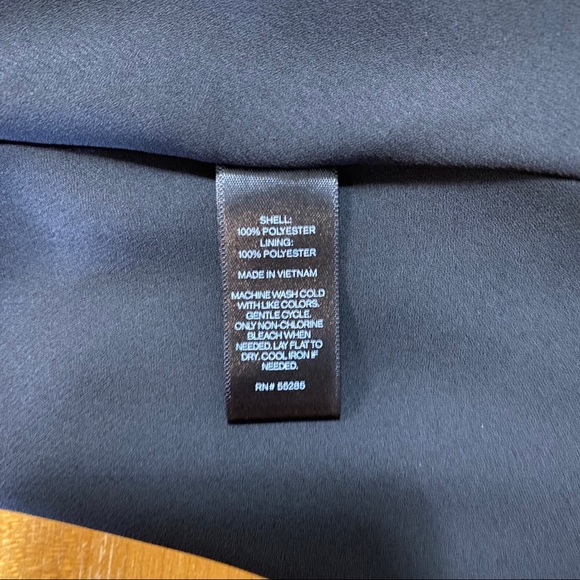 SHELL:
100% POLYESTER
LINING:
100% POLYESTER
MADE IN VIETNAM
MACHINE WASH COLD
WITH LIKE COLORS.
GENTLE CYCLE.
ONLY NON-CHLORINE
BLEACH WHEN
NEEDED. LAY FLAT TO
DRY. COOL IRON IF
NEEDED.
RN# 55285